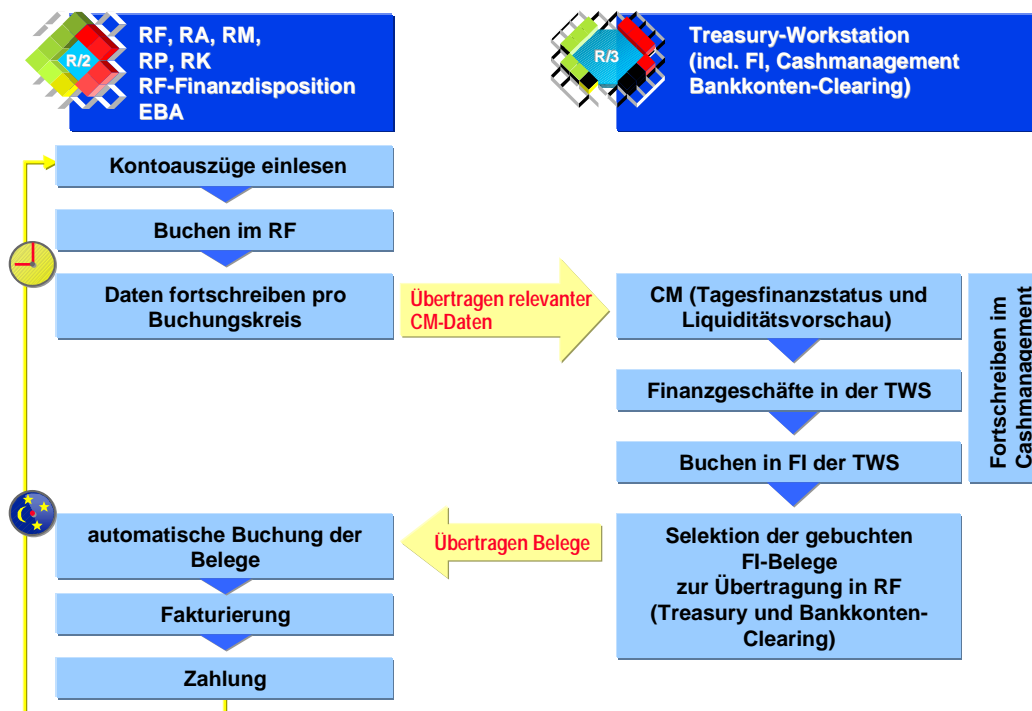 R/2
RF, RA, RM,
RP, RK
RF-Finanzdisposition
EBA
R/3
Treasury-Workstation
(incl. FI, Cashmanagement
Bankkonten-Clearing)
Kontoauszüge einlesen
Buchen im RF
Daten fortschreiben pro
Buchungskreis
Übertragen relevanter
CM-Daten
CM (Tagesfinanzstatus und
Liquiditätsvorschau)
Finanzgeschäfte in der TWS
Buchen in FI der TWS
Fortschreiben im
Cashmanagement
Selektion der gebuchten
FI-Belege
zur Übertragung in RF
(Treasury und Bankkonten-
Clearing)
Übertragen Belege
automatische Buchung der
Belege
Fakturierung
Zahlung